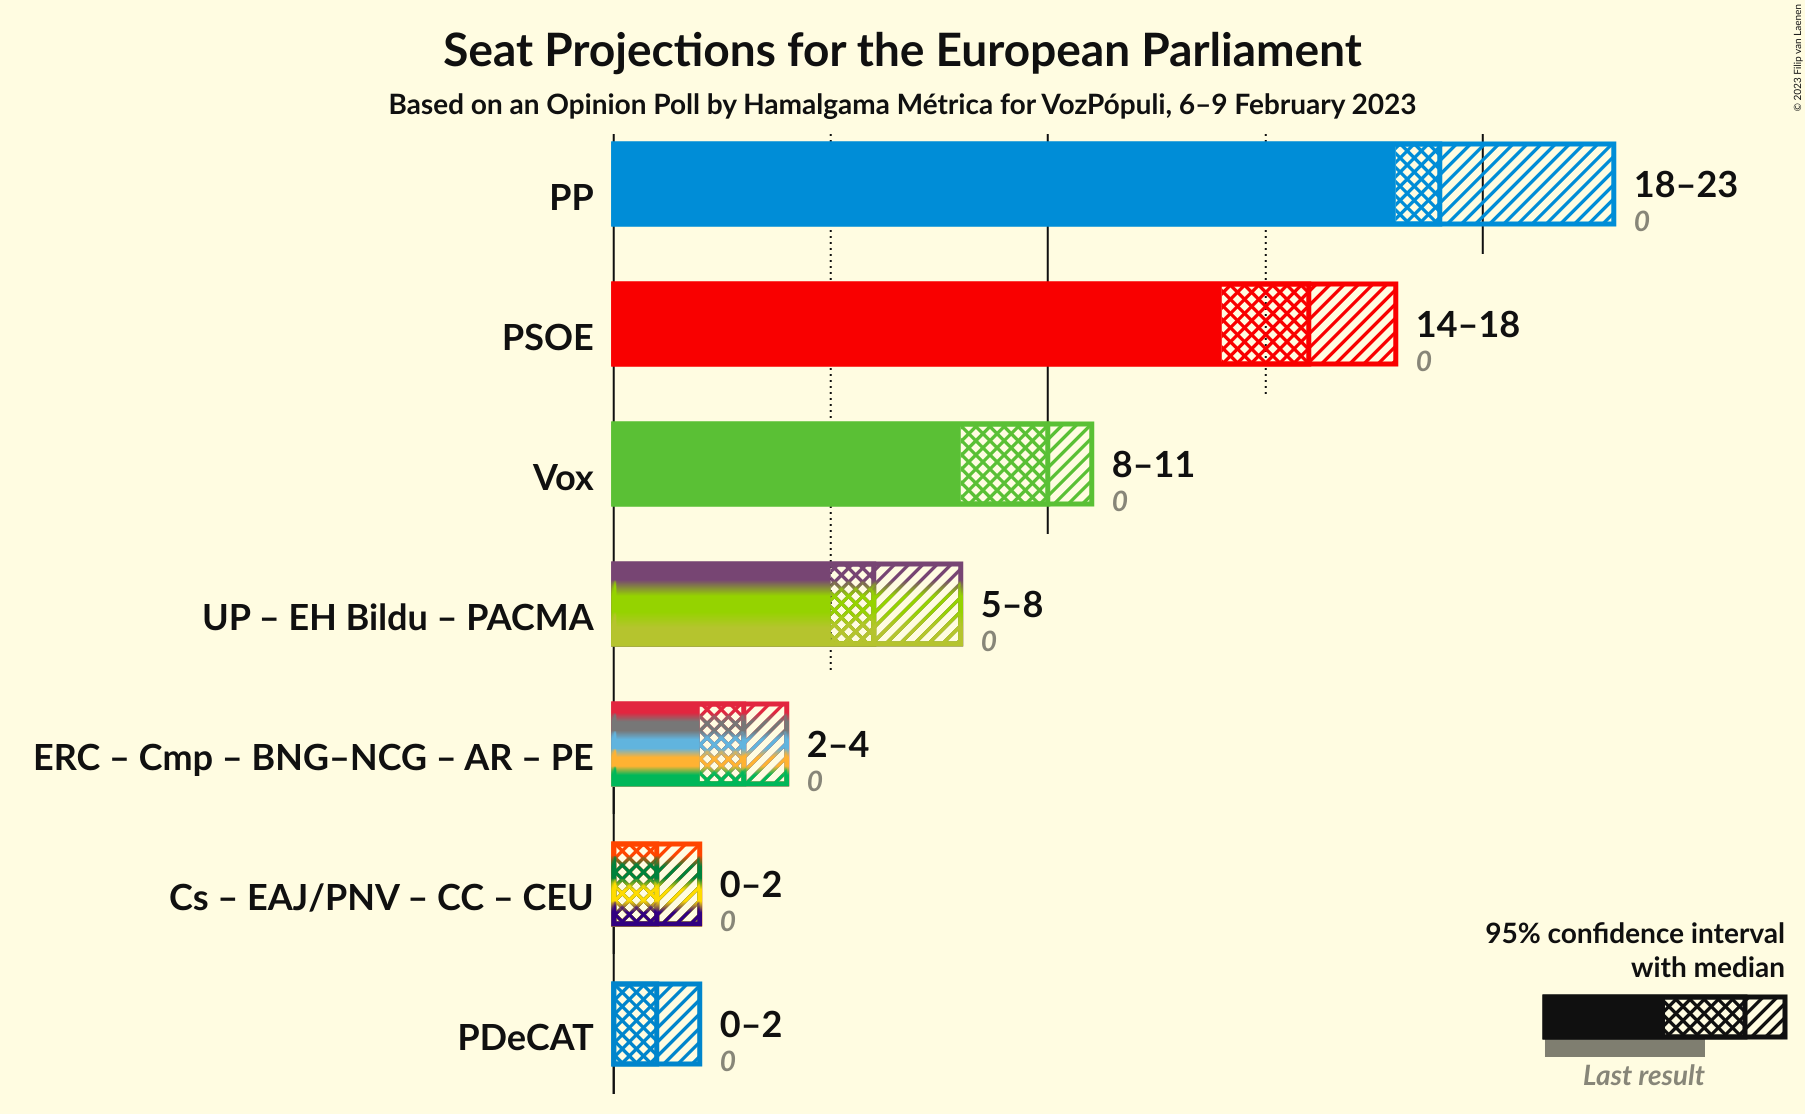 Seat Projections for the European Parliament
Based on an Opinion Poll by Hamalgama Métrica for VozPópuli, 6–9 February 2023
© 2023 Filip van Laenen
PP
18–23
0
PSOE
14–18
0
Vox
8–11
0
UP – EH Bildu – PACMA
5–8
0
ERC – Cmp – BNG–NCG – AR – PE
2–4
0
Cs – EAJ/PNV – CC – CEU
0–2
0
PDeCAT
0–2
0
95% confidence interval
with median
Last result